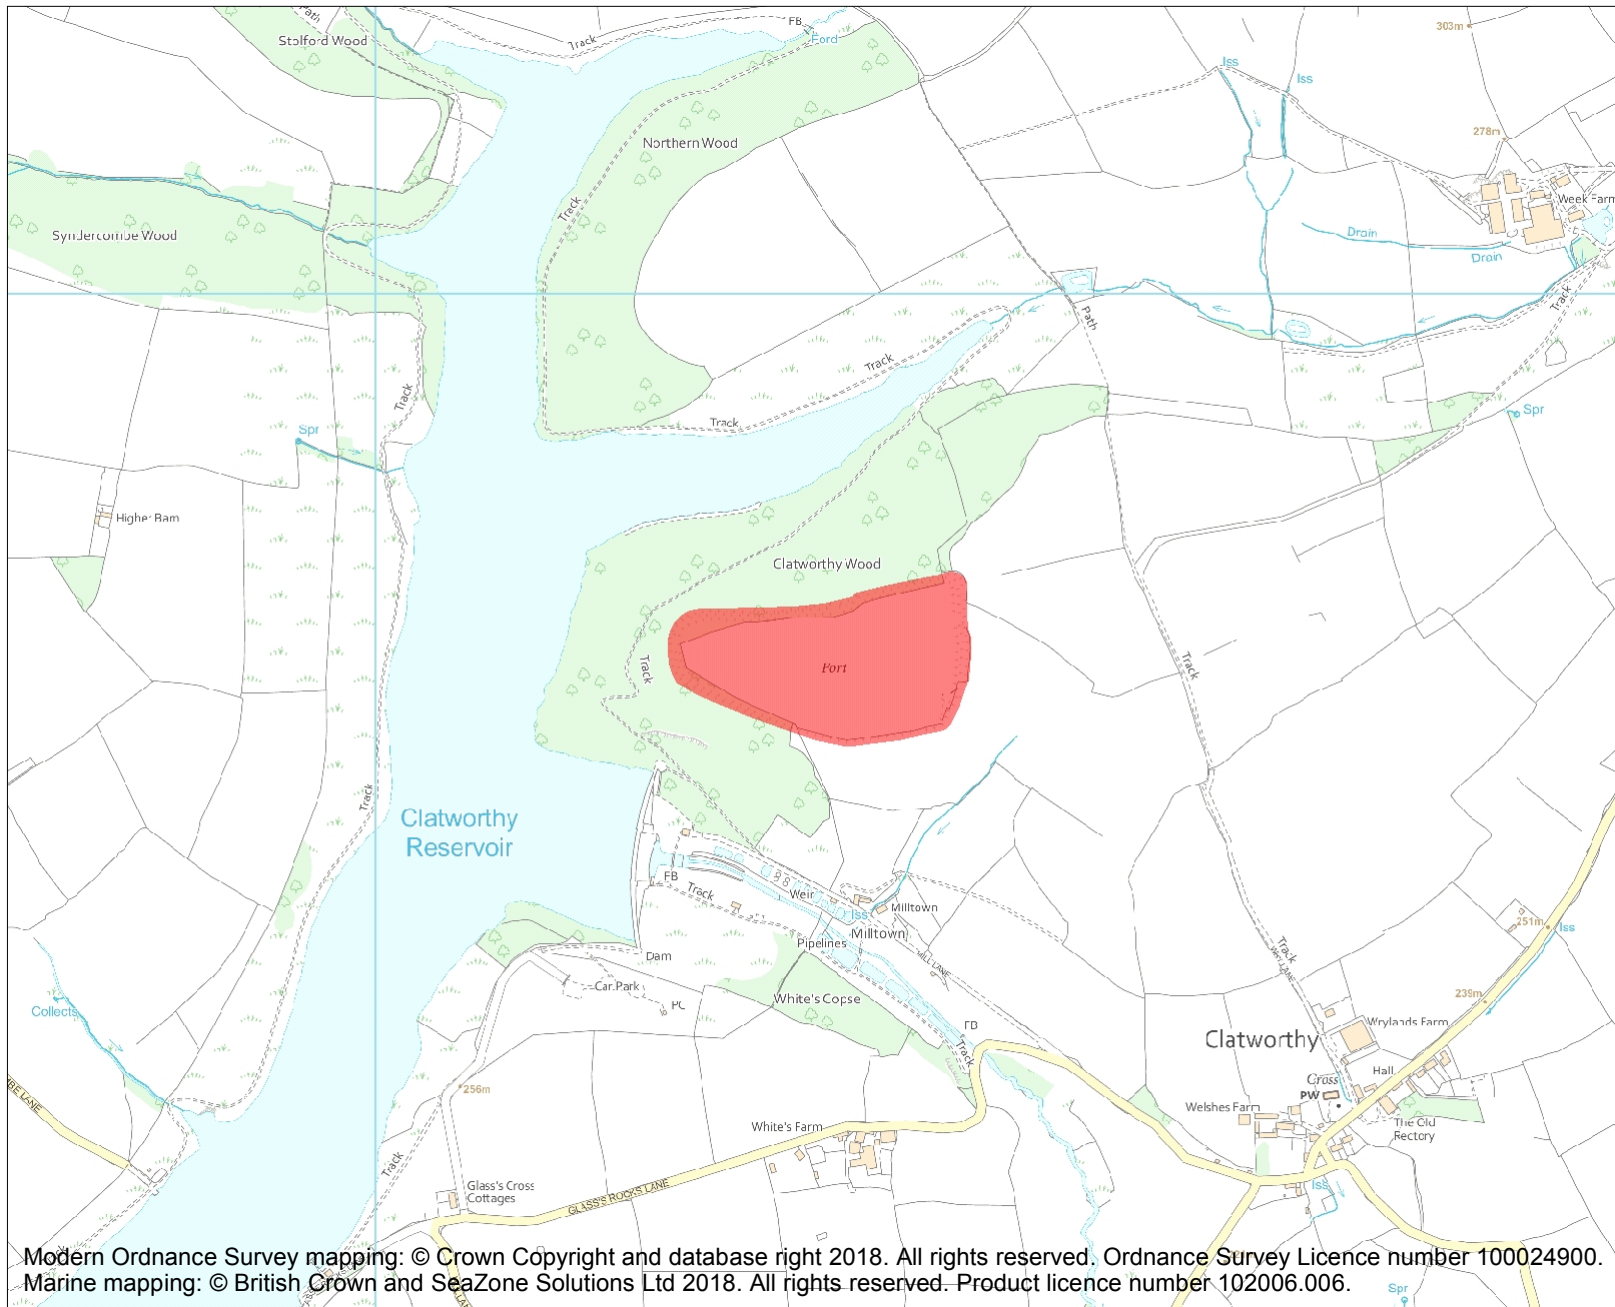 Path
Stolford Wood
Track
FB
Ford
303m
Iss
Iss
278m
Northern Wood
Week Farm
Track
Drain
Drain
Syndercombe Wood
Path
Track
Track
Track
Track
Spr
Spr
Higher Barn
Clatworthy Wood
Track
Fort
Track
Track
Clatworthy
Reservoir
FB
Track
Weir
Iss
Milltown
Milltown
Pipelines
MILL LANE
251m
Iss
Dam
Track
Car Park
PC
White's Copse
239m
Collects
FB
Track
Wrylands Farm
Clatworthy
Hall
Cross
PW
256m
Welshes Farm
The Old
Rectory
White's Farm
Track
Glass's Cross
Cottages
GLASS'S ROCKS LANE
Iss
Modern Ordnance Survey mapping: © Crown Copyright and database right 2018. All rights reserved. Ordnance Survey Licence number 100024900.
Marine mapping: © British Crown and SeaZone Solutions Ltd 2018. All rights reserved. Product licence number 102006.006.
Spr